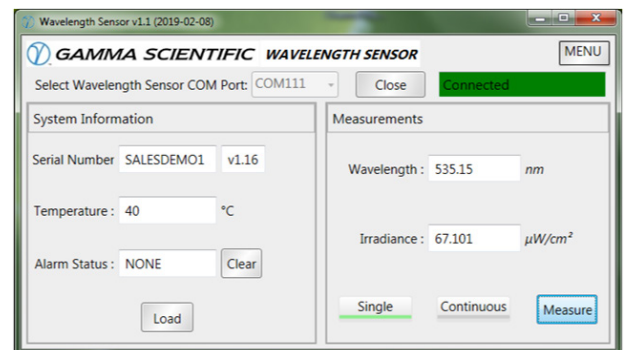 Wavelength Sensor v1.1 (2019-02-08)
GAMMA SCIENTIFIC WAVELENGTH SENSOR
MENU
Select Wavelength Sensor COM Port: COM111
Close
Connected
System Information
Serial Number SALESDEMO1 v1.16
Temperature : 40 °C
Alarm Status : NONE Clear
Load
Measurements
Wavelength : 535.15 nm
Irradiance : 67.101 μW/cm²
Single Continuous Measure